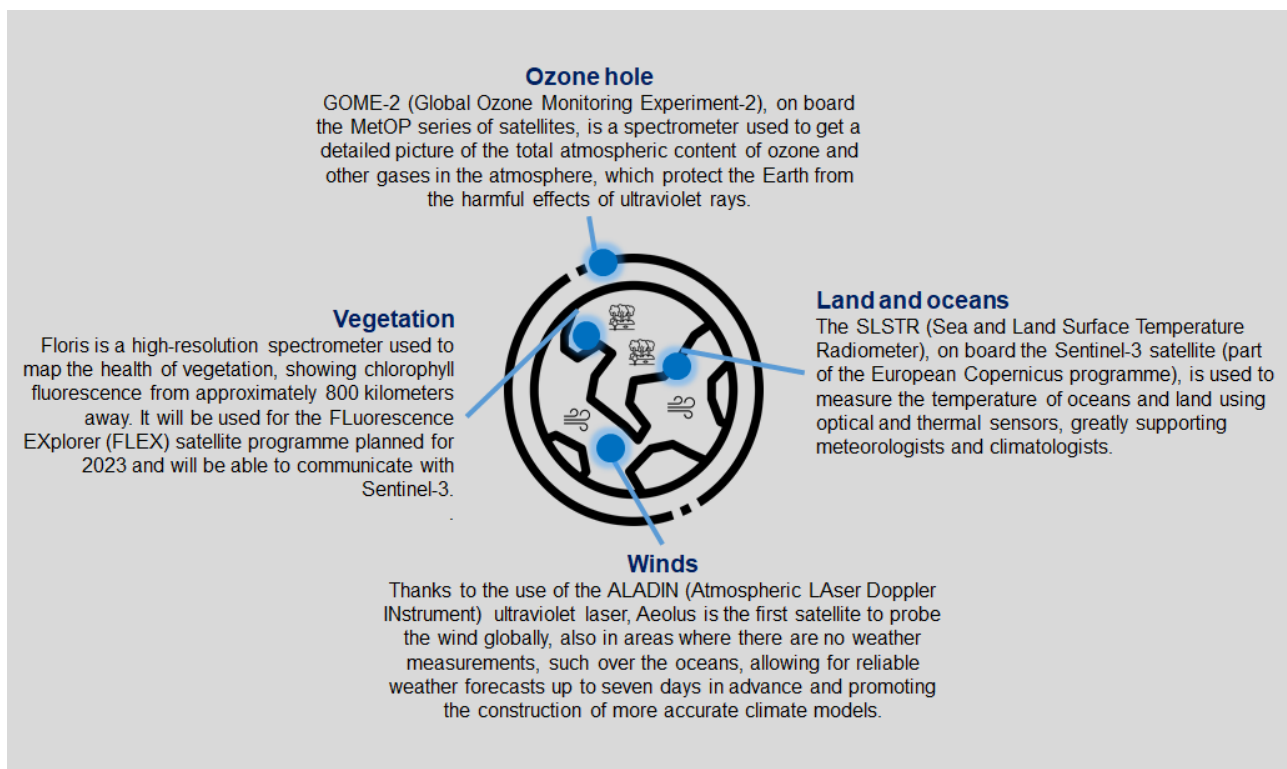 Ozone hole
GOME-2 (Global Ozone Monitoring Experiment-2), on board
the MetOP series of satellites, is a spectrometer used to get a
detailed picture of the total atmospheric content of ozone and
other gases in the atmosphere, which protect the Earth from
the harmful effects of ultraviolet rays.
Vegetation
Floris is a high-resolution spectrometer used to
map the health of vegetation, showing chlorophyll
fluorescence from approximately 800 kilometers
away. It will be used for the FLuorescence
EXplorer (FLEX) satellite programme planned for
2023 and will be able to communicate with
Sentinel-3.
.
Land and oceans
The SLSTR (Sea and Land Surface Temperature
Radiometer), on board the Sentinel-3 satellite (part
of the European Copernicus programme), is used to
measure the temperature of oceans and land using
optical and thermal sensors, greatly supporting
meteorologists and climatologists.
Winds
Thanks to the use of the ALADIN (Atmospheric LAser Doppler
INstrument) ultraviolet laser, Aeolus is the first satellite to probe
the wind globally, also in areas where there are no weather
measurements, such over the oceans, allowing for reliable
weather forecasts up to seven days in advance and promoting
the construction of more accurate climate models.